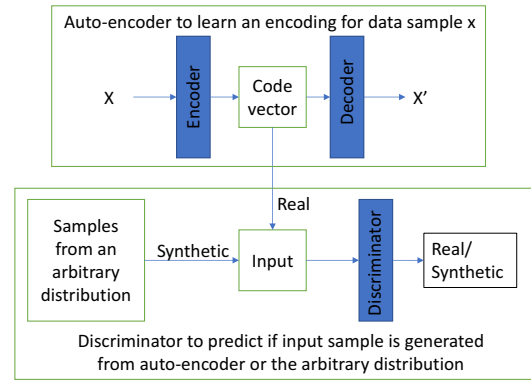 Auto-encoder to learn an encoding for data sample x
X
Encoder
Code
vector
Decoder
X’
Real
Samples
from an
arbitrary
distribution
Synthetic
Input
Discriminator
Real/
Synthetic
Discriminator to predict if input sample is generated
from auto-encoder or the arbitrary distribution